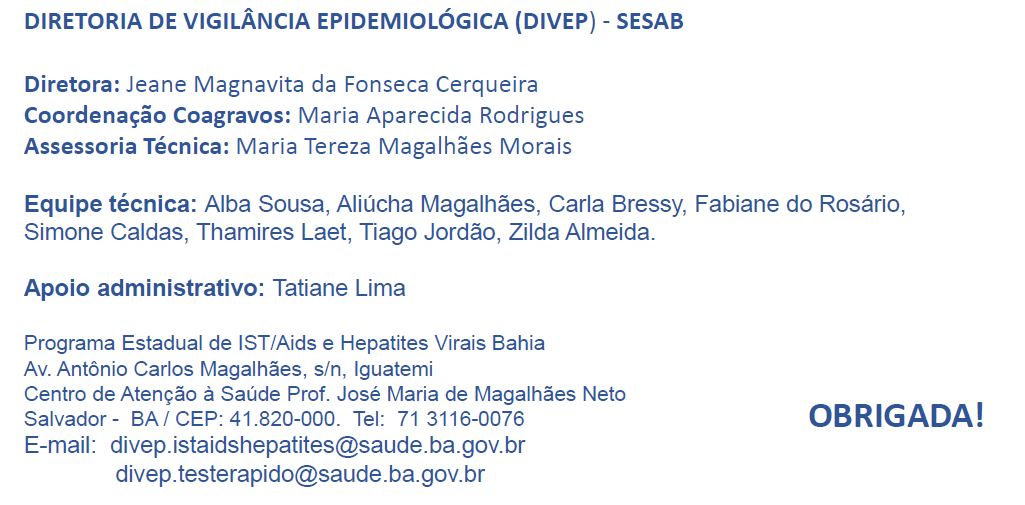 DIRETORIA DE VIGILÂNCIA EPIDEMIOLÓGICA (DIVEP) - SESAB
Diretora: Jeane Magnavita da Fonseca Cerqueira
Coordenação Coagravos: Maria Aparecida Rodrigues
Assessoria Técnica: Maria Tereza Magalhães Morais
Equipe técnica: Alba Sousa, Aliúcha Magalhães, Carla Bressy, Fabiane do Rosário,
Simone Caldas, Thamires Laet, Tiago Jordão, Zilda Almeida.
Apoio administrativo: Tatiane Lima
Programa Estadual de IST/Aids e Hepatites Virais Bahia
Av. Antônio Carlos Magalhães, s/n, Iguatemi
Centro de Atenção à Saúde Prof. José Maria de Magalhães Neto
Salvador - BA / CEP: 41.820-000. Tel: 71 3116-0076
E-mail: divep.istaidshepatites@saude.ba.gov.br
divep.testerapido@saude.ba.gov.br
OBRIGADA!